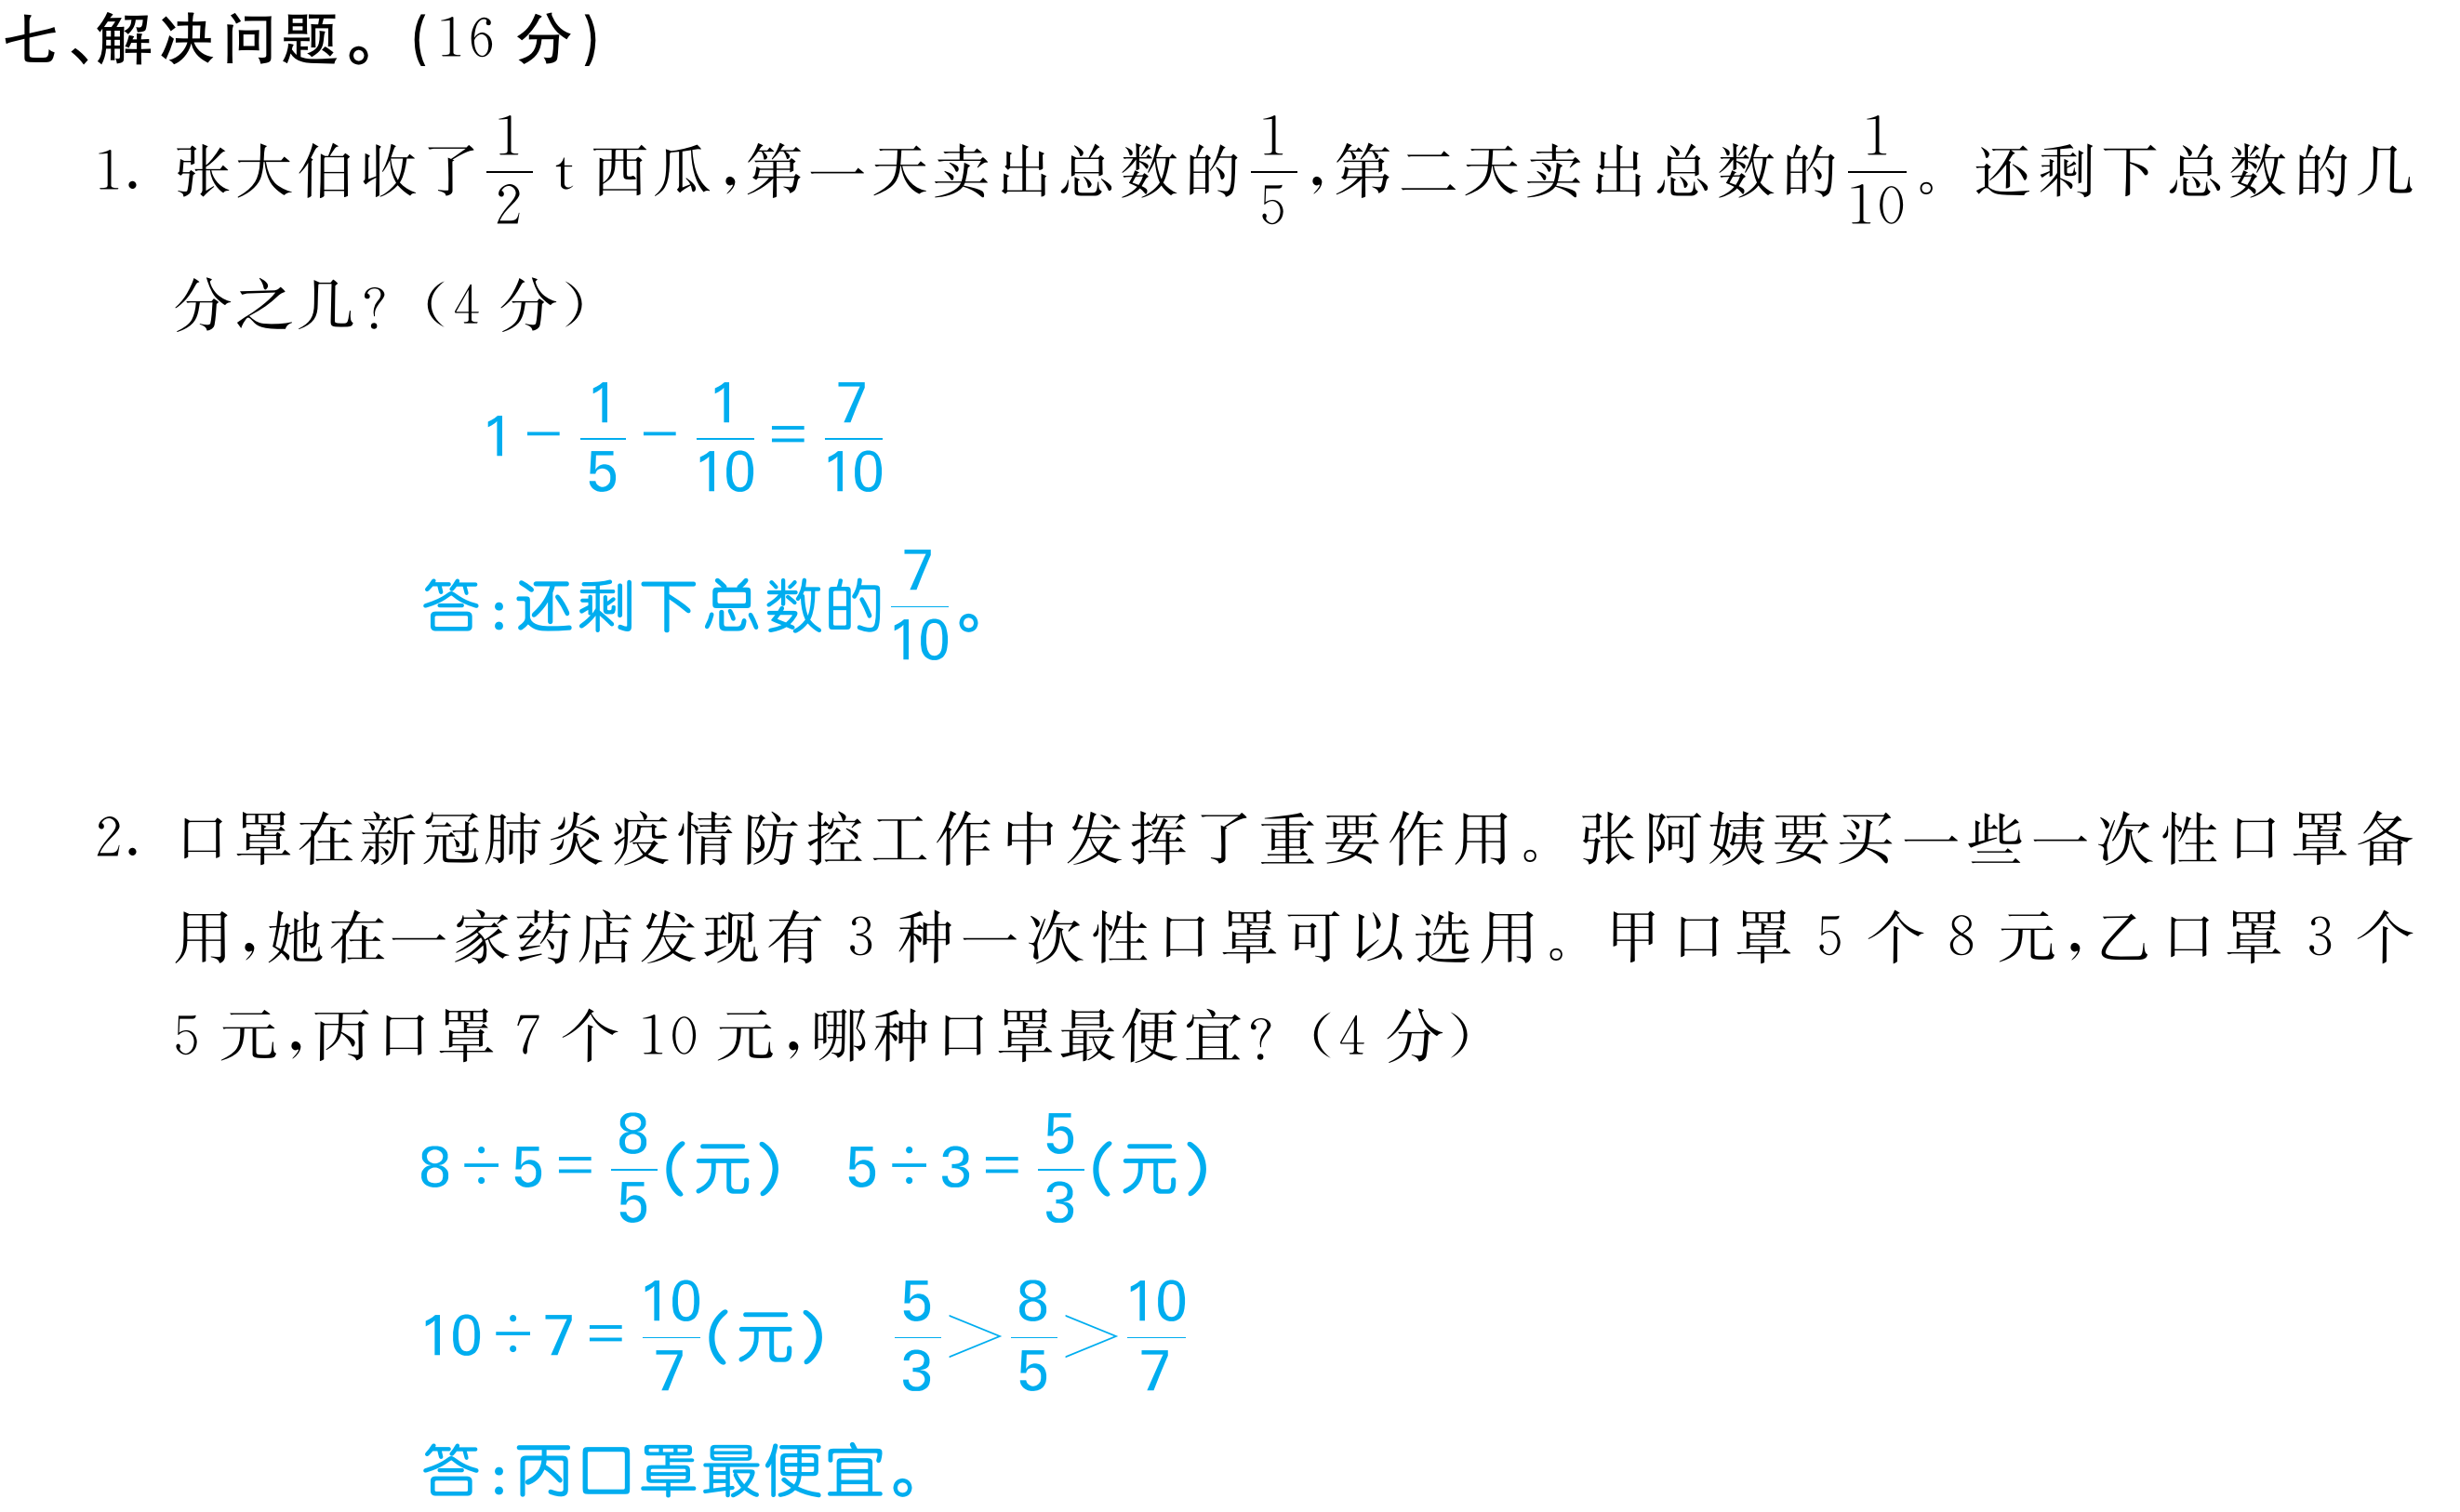 七、解决问题。(16 分)
1. 张大伯收了1/2 t 西瓜,第一天卖出总数的1/5,第二天卖出总数的1/10。还剩下总数的几
分之几?(4 分)
1－1/5－1/10＝7/10
答:还剩下总数的7/10。
2. 口罩在新冠肺炎疫情防控工作中发挥了重要作用。张阿姨要买一些一次性口罩备
用,她在一家药店发现有 3 种一次性口罩可以选用。甲口罩 5 个 8 元,乙口罩 3 个
5 元,丙口罩 7 个 10 元,哪种口罩最便宜?(4 分)
8÷5＝8/5(元) 5÷3＝5/3(元)
10÷7＝10/7(元) 5/3＞8/5＞10/7
答:丙口罩最便宜。